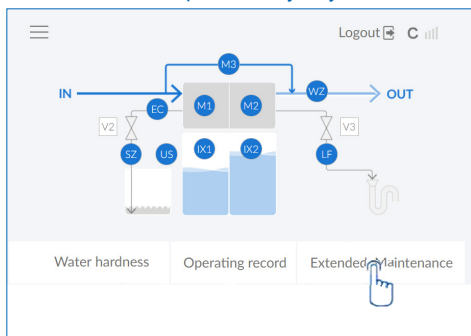 Logout C
M3
IN WZ OUT
EC M1 M2
V2 V3
SZ US IX1 IX2 LF
Water hardness Operating record Extended Maintenance